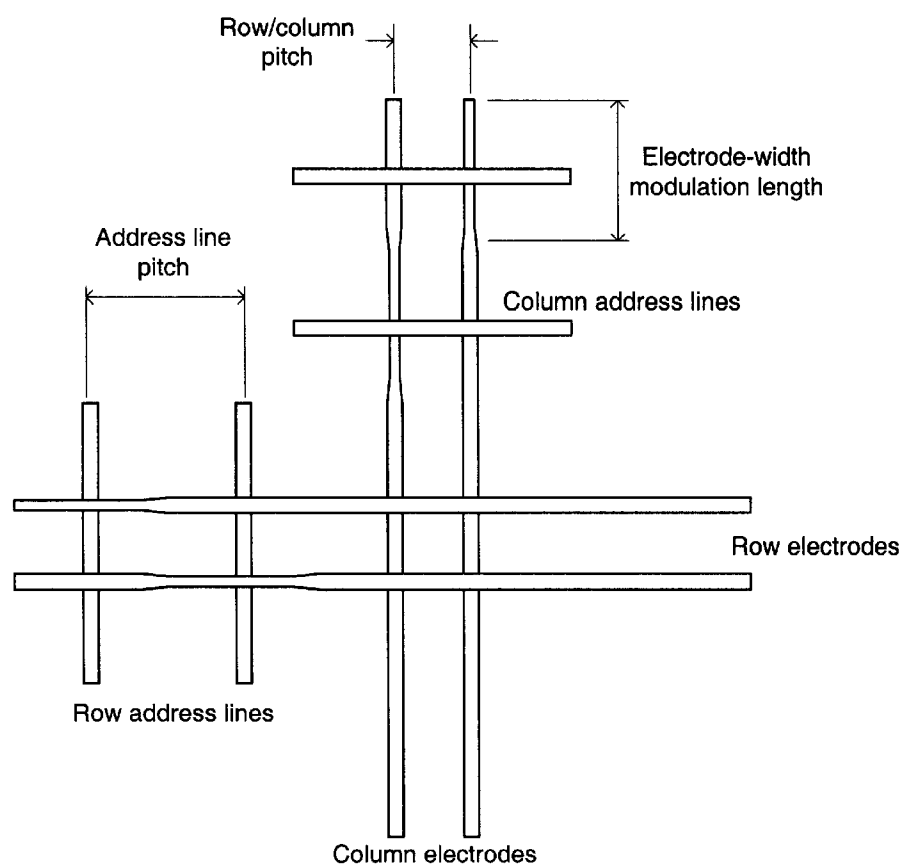 Row/column
pitch
Electrode-width
modulation length
Address line
pitch
Column address lines
Row electrodes
Row address lines
Column electrodes